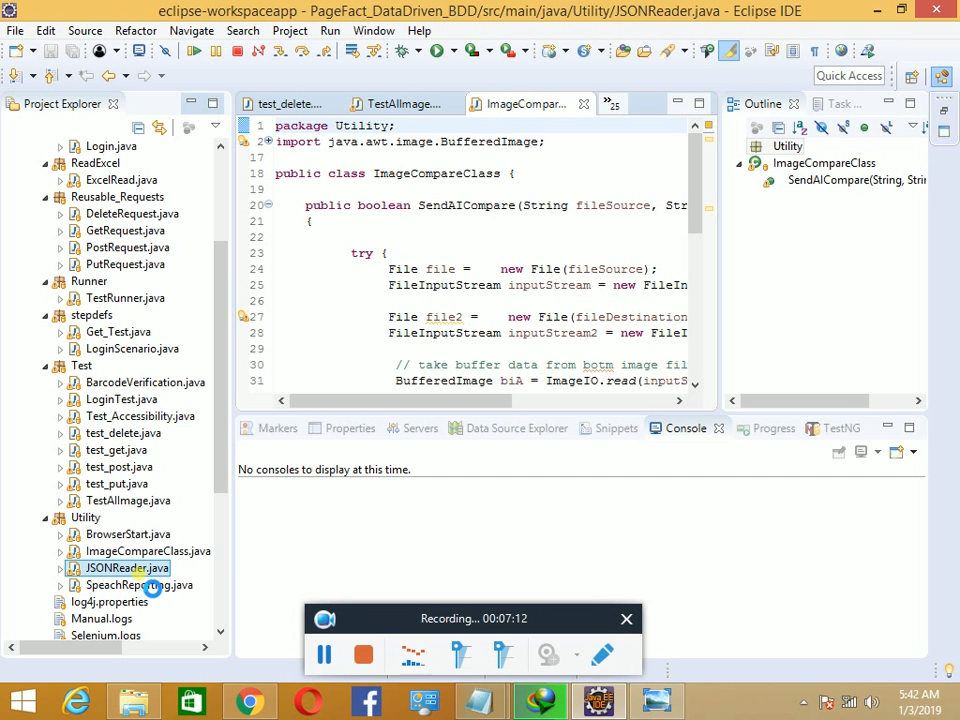 eclipse-workspaceapp - PageFact_DataDriven_BDD/src/main/java/Utility/JSONReader.java - Eclipse IDE
File Edit Source Refactor Navigate Search Project Run Window Help
Quick Access
Project Explorer
Login.java
ReadExcel
ExcelRead.java
Reusable_Requests
DeleteRequest.java
GetRequest.java
PostRequest.java
PutRequest.java
Runner
TestRunner.java
stepdefs
Get_Test.java
LoginScenario.java
Test
BarcodeVerification.java
LoginTest.java
Test_Accessibility.java
test_delete.java
test_get.java
test_post.java
test_put.java
TestAIImage.java
Utility
BrowserStart.java
ImageCompareClass.java
JSONReader.java
SpeachReporting.java
log4j.properties
Manual.logs
Selenium.logs
test_delete.... TestAIImage.... ImageCompar... »25
1 package Utility;
2 import java.awt.image.BufferedImage;
17
18 public class ImageCompareClass {
19
20 public boolean SendAICompare(String fileSource, Str
21 {
22
23 try {
24 File file = new File(fileSource);
25 FileInputStream inputStream = new FileIn
26
27 File file2 = new File(fileDestination
28 FileInputStream inputStream2 = new FileI
29
30 // take buffer data from botm image fil
31 BufferedImage biA = ImageIO.read(inputS
Outline Task ...
Utility
ImageCompareClass
SendAICompare(String, Strin
Markers Properties Servers Data Source Explorer Snippets Console Progress TestNG
No consoles to display at this time.
Recording... 00:07:12
Java EE
IDE
5:42 AM
1/3/2019